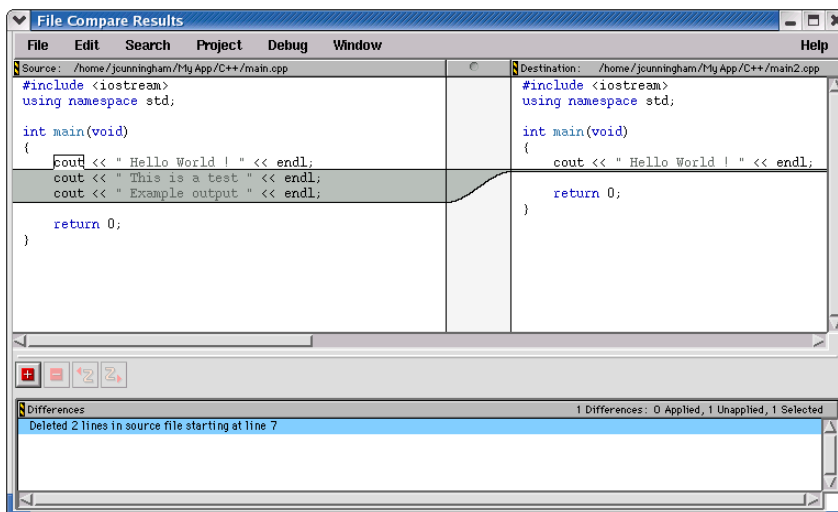 File Compare Results
File Edit Search Project Debug Window Help
Source: /home/jcunningham/My App/C++/main.cpp
#include <iostream>
using namespace std;
int main(void)
{
cout << " Hello World ! " << endl;
cout << " This is a test " << endl;
cout << " Example output " << endl;
return 0;
}
Destination: /home/jcunningham/My App/C++/main2.cpp
#include <iostream>
using namespace std;
int main(void)
{
cout << " Hello World ! " << endl;
return 0;
}
Differences 1 Differences: 0 Applied, 1 Unapplied, 1 Selected
Deleted 2 lines in source file starting at line 7